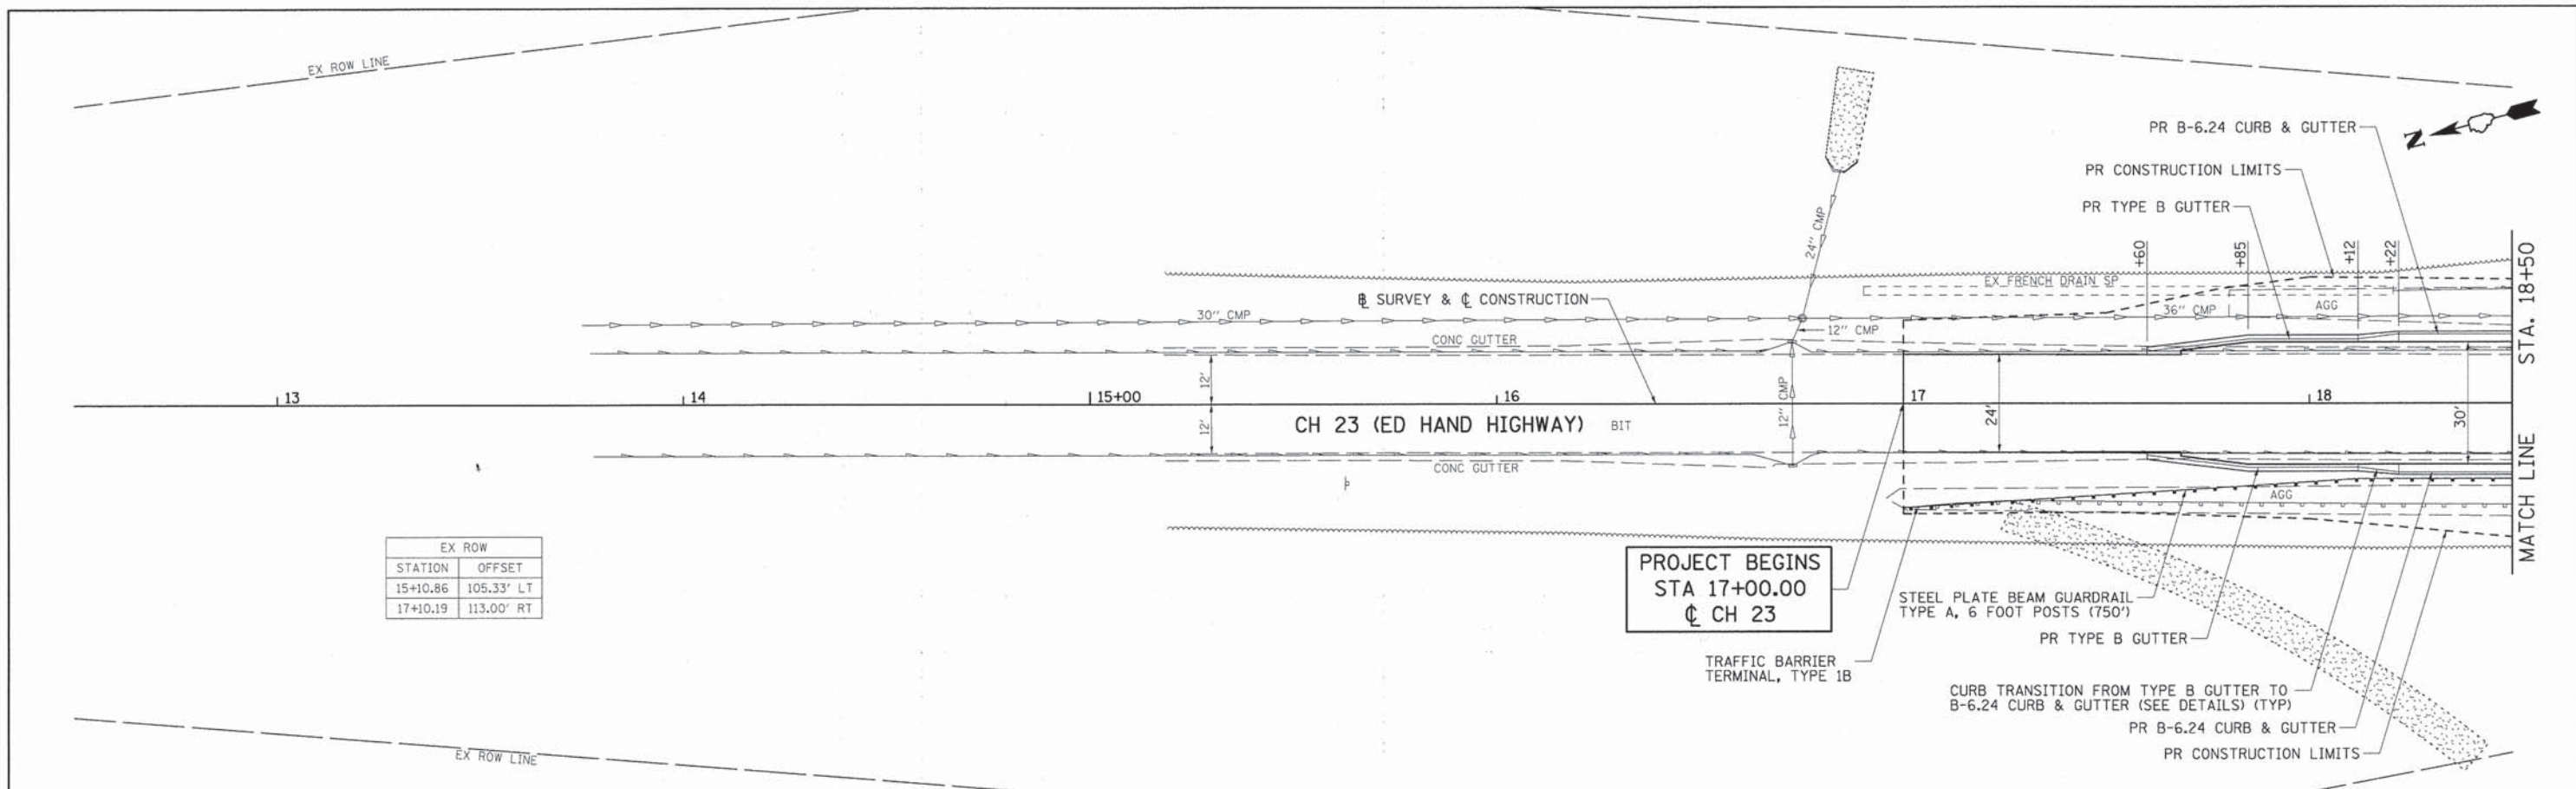 EX ROW LINE
PR B-6.24 CURB & GUTTER
N
PR CONSTRUCTION LIMITS
PR TYPE B GUTTER
24" CMP
+60
+85
+12
+22
EX FRENCH DRAIN SP
℄ SURVEY & ℄ CONSTRUCTION
30" CMP
36" CMP
AGG
12" CMP
CONC GUTTER
STA. 18+50
MATCH LINE
12'
12'
12" CMP
13
14
15+00
16
17
18
24'
30'
CH 23 (ED HAND HIGHWAY)
BIT
CONC GUTTER
AGG
EX ROW
STATION OFFSET
15+10.86 105.33' LT
17+10.19 113.00' RT
PROJECT BEGINS
STA 17+00.00
℄ CH 23
STEEL PLATE BEAM GUARDRAIL
TYPE A, 6 FOOT POSTS (750')
PR TYPE B GUTTER
TRAFFIC BARRIER
TERMINAL, TYPE 1B
CURB TRANSITION FROM TYPE B GUTTER TO
B-6.24 CURB & GUTTER (SEE DETAILS) (TYP)
PR B-6.24 CURB & GUTTER
PR CONSTRUCTION LIMITS
EX ROW LINE